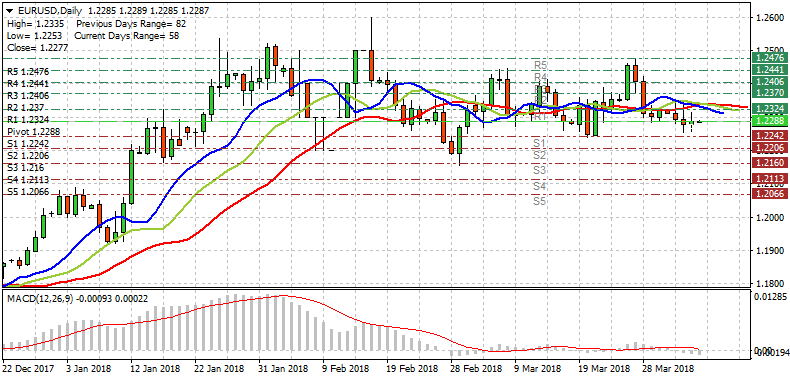 EURUSD,Daily 1.2285 1.2289 1.2285 1.2287
High= 1.2335 Previous Days Range= 82
Low= 1.2253 Current Days Range= 58
Close= 1.2277
R5 1.2476
R4 1.2441
R3 1.2406
R2 1.237
R1 1.2324
Pivot 1.2288
S1 1.2242
S2 1.2206
S3 1.216
S4 1.2113
S5 1.2066
R5
R4
R1
S1
S2
S3
S4
S5
1.2600
1.2500
1.2476
1.2441
1.2406
1.2370
1.2324
1.2288
1.2242
1.2206
1.2160
1.2113
1.2066
1.2000
1.1900
1.1800
MACD(12,26,9) -0.00093 0.00022
0.01285
0.00
-0.00194
22 Dec 2017
3 Jan 2018
12 Jan 2018
22 Jan 2018
31 Jan 2018
9 Feb 2018
19 Feb 2018
28 Feb 2018
9 Mar 2018
19 Mar 2018
28 Mar 2018